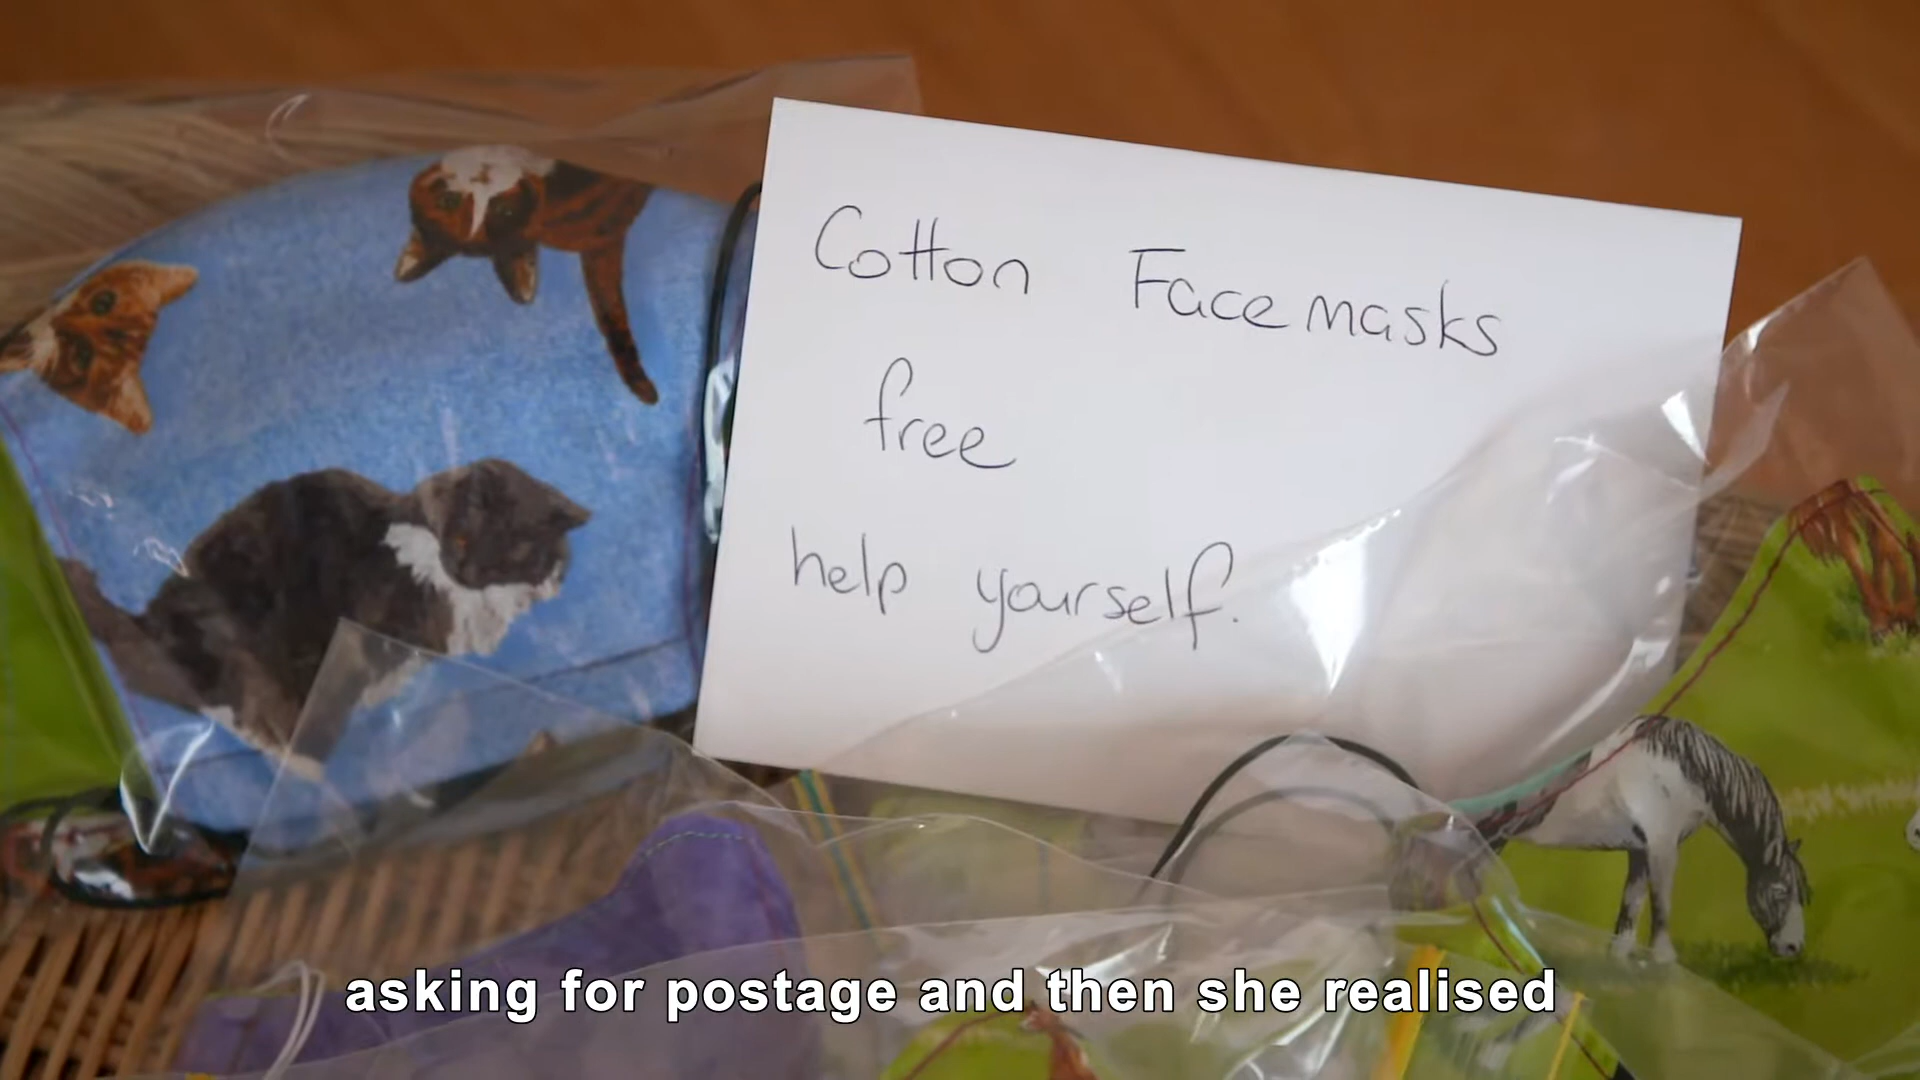 Cotton Facemasks
free
help yourself.
asking for postage and then she realised